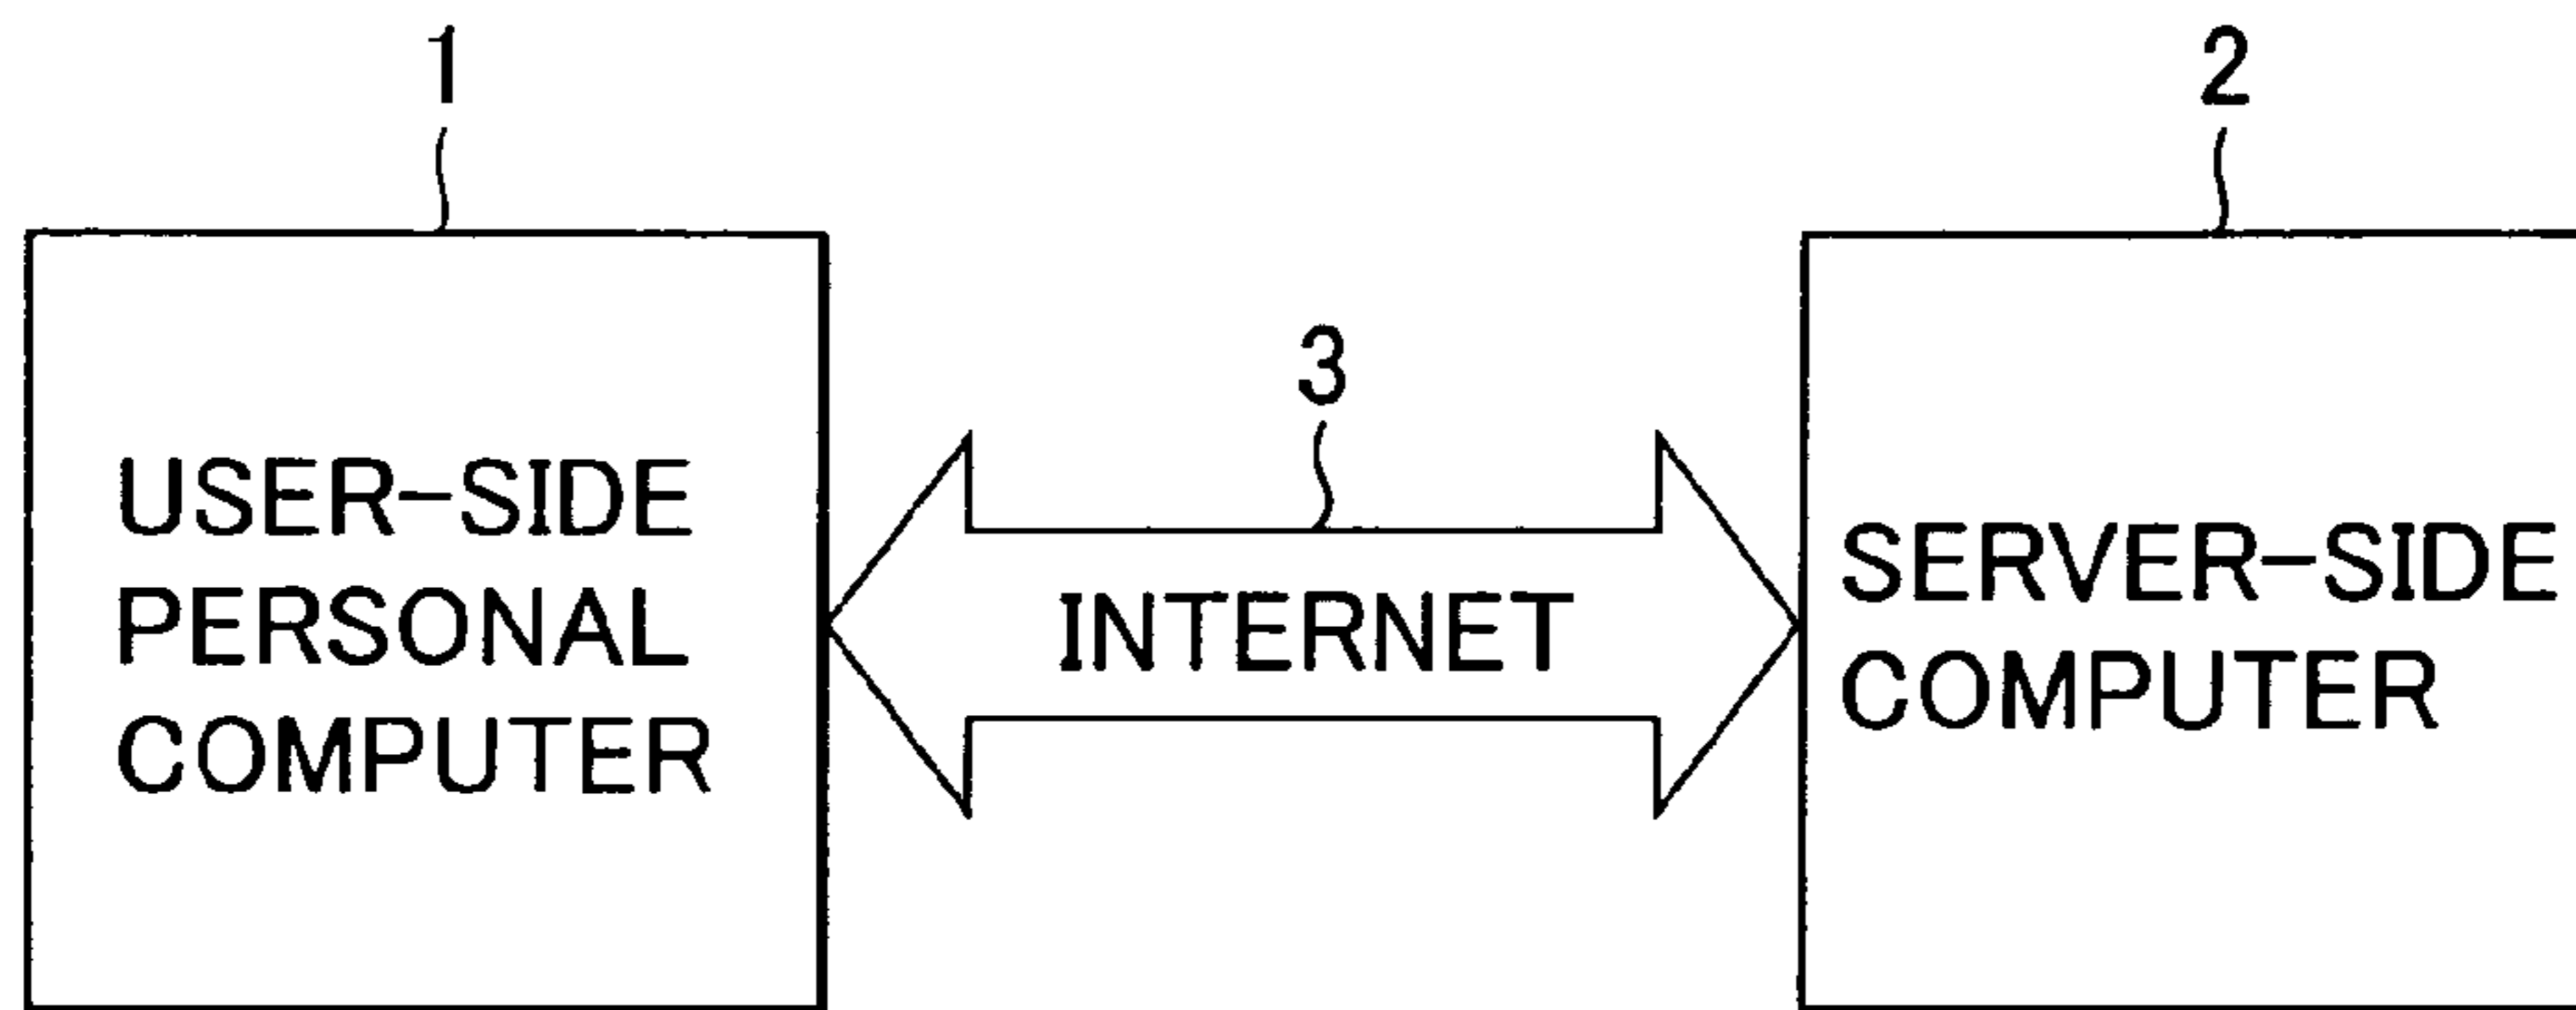 1
2
3
USER-SIDE
PERSONAL
COMPUTER
INTERNET
SERVER-SIDE
COMPUTER